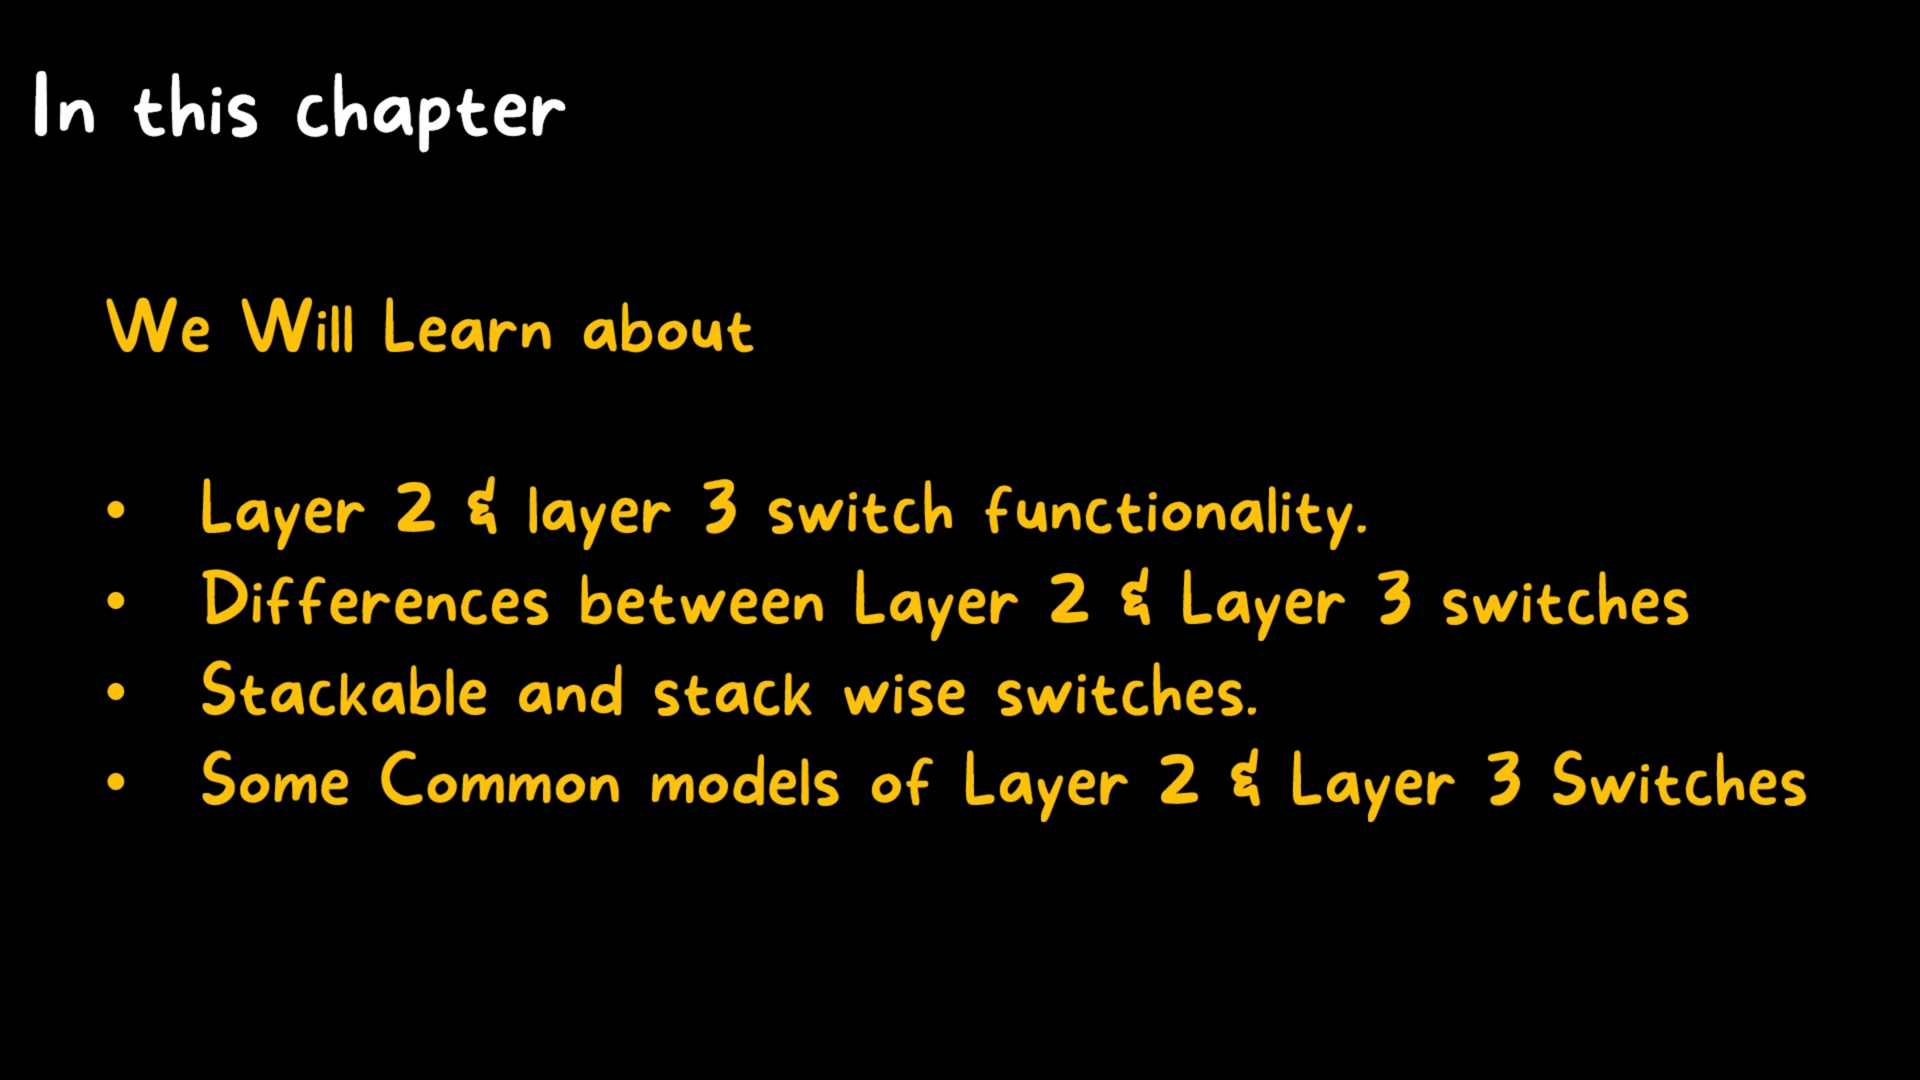 In this chapter
We Will Learn about
• Layer 2 & layer 3 switch functionality.
• Differences between Layer 2 & Layer 3 switches
• Stackable and stack wise switches.
• Some Common models of Layer 2 & Layer 3 Switches